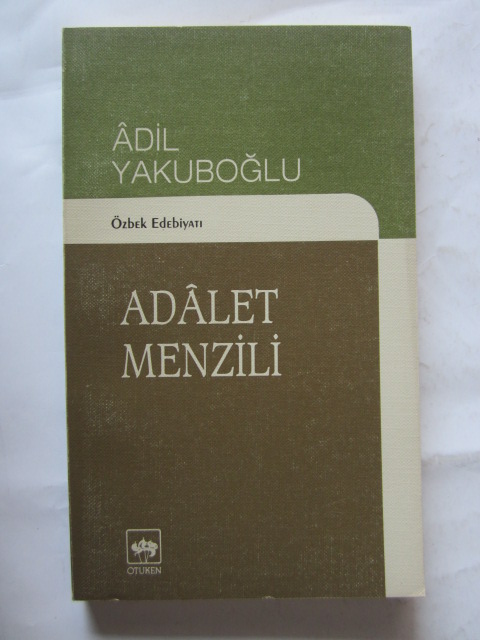 ÂDİL
YAKUBOĞLU
Özbek Edebiyatı
ADÂLET
MENZİLİ
ÖTÜKEN